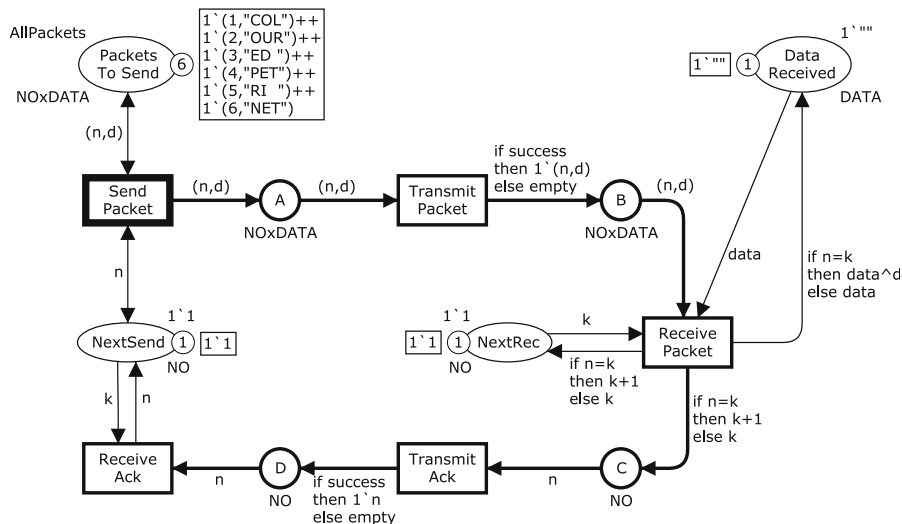 AllPackets
Packets
To Send
6
1`(1,"COL")++
1`(2,"OUR")++
1`(3,"ED ")++
1`(4,"PET")++
1`(5,"RI  ")++
1`(6,"NET")
NOxDATA
1`""
1`""
1
Data
Received
DATA
(n,d)
Send
Packet
(n,d)
A
NOxDATA
(n,d)
Transmit
Packet
if success
then 1`(n,d)
else empty
B
NOxDATA
(n,d)
data
if n=k
then data^d
else data
n
1`1
NextSend
1
1`1
NO
1`1
1`1
1
NextRec
NO
k
if n=k
then k+1
else k
Receive
Packet
k
n
if n=k
then k+1
else k
Receive
Ack
n
D
NO
if success
then 1`n
else empty
Transmit
Ack
n
C
NO